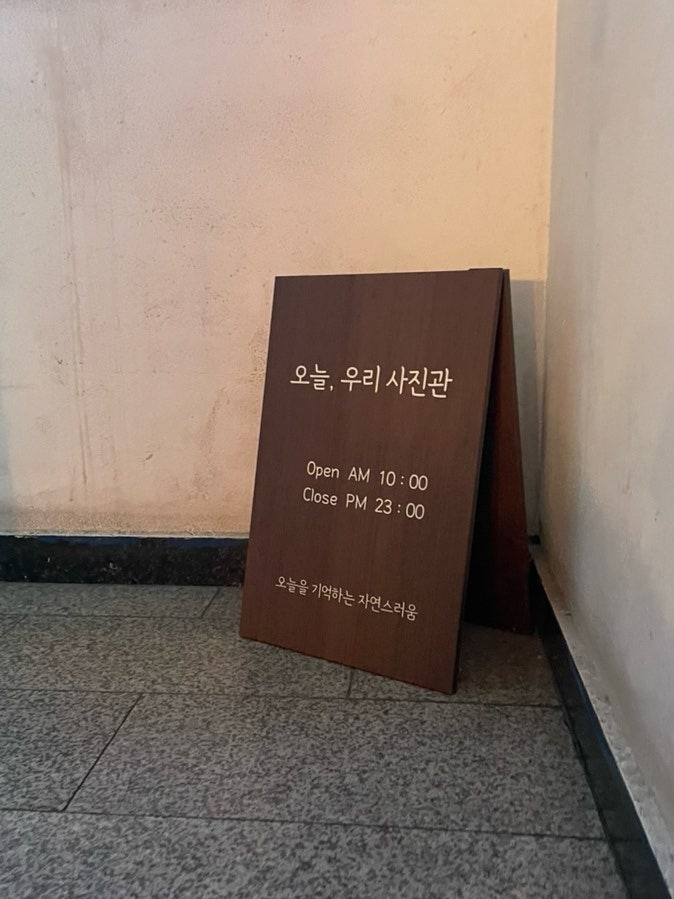 오늘, 우리 사진관
Open AM 10:00
Close PM 23:00
오늘을 기억하는 자연스러움